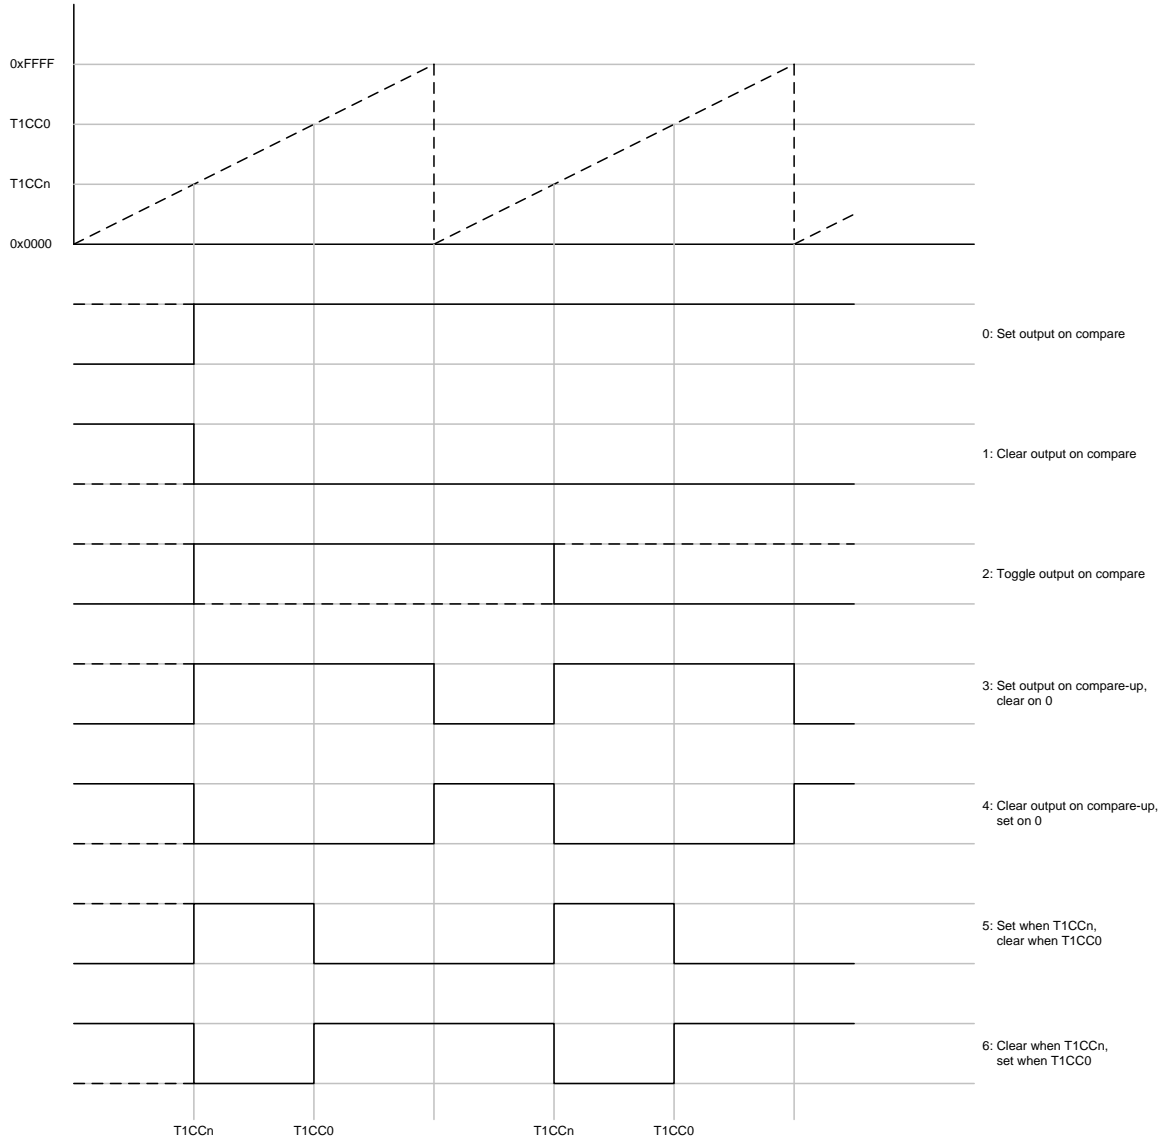 0xFFFF
T1CC0
T1CCn
0x0000
0: Set output on compare
1: Clear output on compare
2: Toggle output on compare
3: Set output on compare-up,
clear on 0
4: Clear output on compare-up,
set on 0
5: Set when T1CCn,
clear when T1CC0
6: Clear when T1CCn,
set when T1CC0
T1CCn T1CC0 T1CCn T1CC0